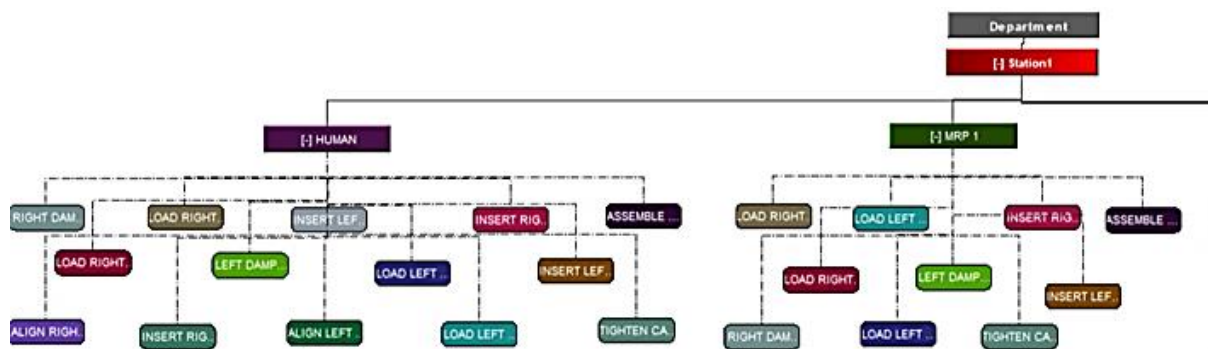 Department
[-] Station1
[-] HUMAN
[-] MRP 1
RIGHT DAM..
LOAD RIGHT..
INSERT LEF..
INSERT RIG..
ASSEMBLE ...
LOAD RIGHT..
LEFT DAMP...
LOAD LEFT ...
INSERT LEF..
ALIGN RIGH..
INSERT RIG..
ALIGN LEFT ..
LOAD LEFT ...
TIGHTEN CA..
LOAD RIGHT..
LOAD LEFT ...
INSERT RIG..
ASSEMBLE ...
LOAD RIGHT..
LEFT DAMP...
INSERT LEF..
RIGHT DAM..
LOAD LEFT ...
TIGHTEN CA..